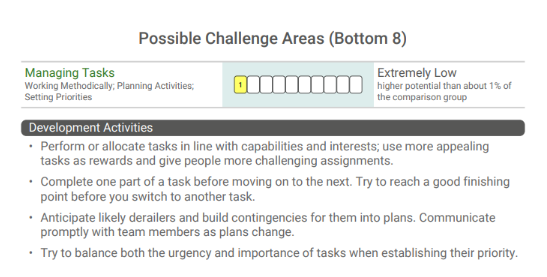 Possible Challenge Areas (Bottom 8)
Managing Tasks
Working Methodically; Planning Activities;
Setting Priorities
1
Extremely Low
higher potential than about 1% of
the comparison group
Development Activities
• Perform or allocate tasks in line with capabilities and interests; use more appealing
tasks as rewards and give people more challenging assignments.
• Complete one part of a task before moving on to the next. Try to reach a good finishing
point before you switch to another task.
• Anticipate likely derailers and build contingencies for them into plans. Communicate
promptly with team members as plans change.
• Try to balance both the urgency and importance of tasks when establishing their priority.